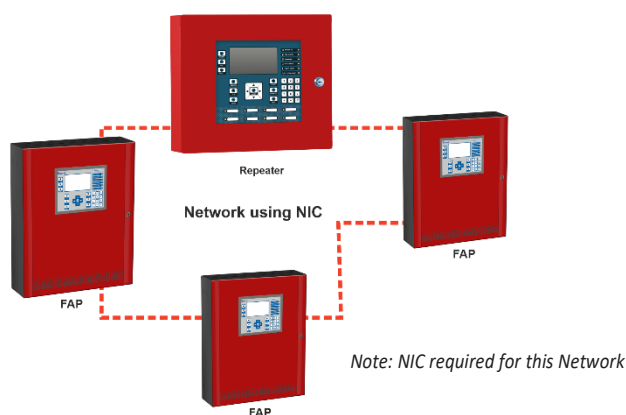 Repeater
Network using NIC
FAP
FAP
Note: NIC required for this Network
FAP